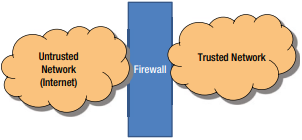 Untrusted
Network
(Internet)
Firewall
Trusted Network